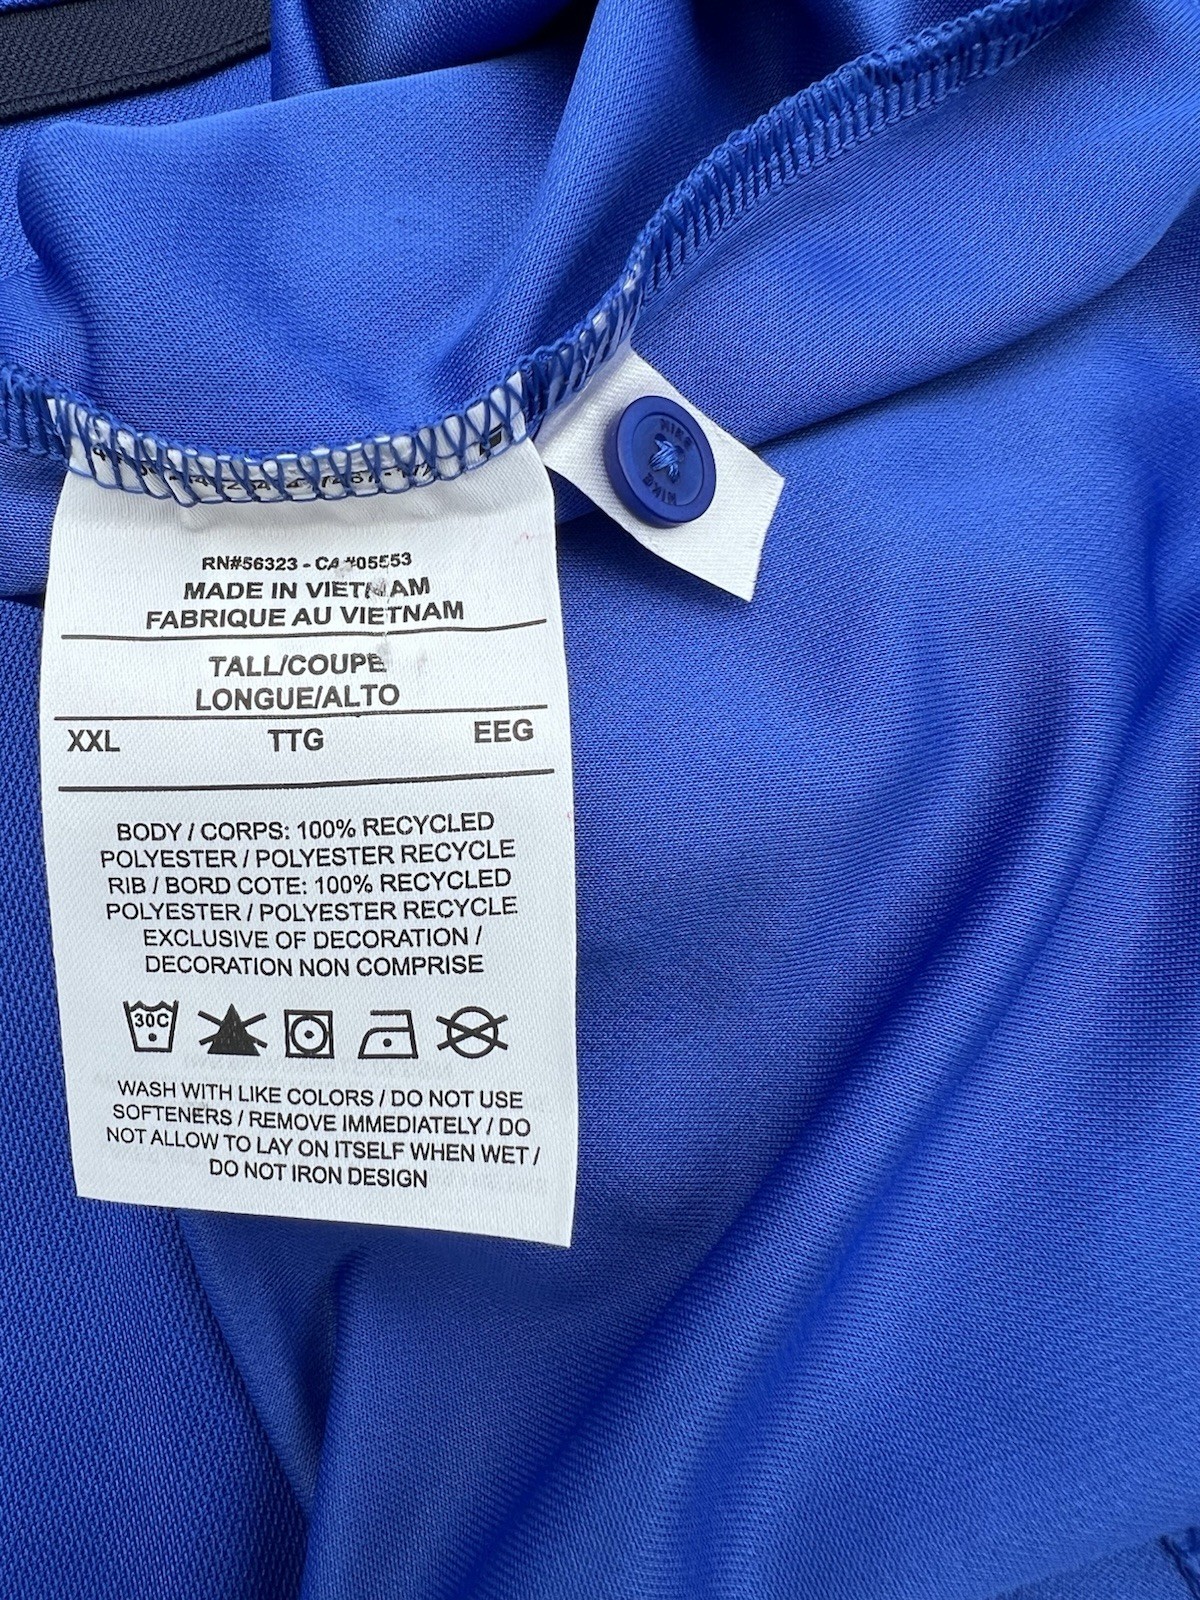 RN#56323 - CA #05553
MADE IN VIETNAM
FABRIQUE AU VIETNAM
TALL/COUPE
LONGUE/ALTO
XXL TTG EEG
BODY / CORPS: 100% RECYCLED
POLYESTER / POLYESTER RECYCLE
RIB / BORD COTE: 100% RECYCLED
POLYESTER / POLYESTER RECYCLE
EXCLUSIVE OF DECORATION /
DECORATION NON COMPRISE
30C
WASH WITH LIKE COLORS / DO NOT USE
SOFTENERS / REMOVE IMMEDIATELY / DO
NOT ALLOW TO LAY ON ITSELF WHEN WET /
DO NOT IRON DESIGN
NIKE
NIKE